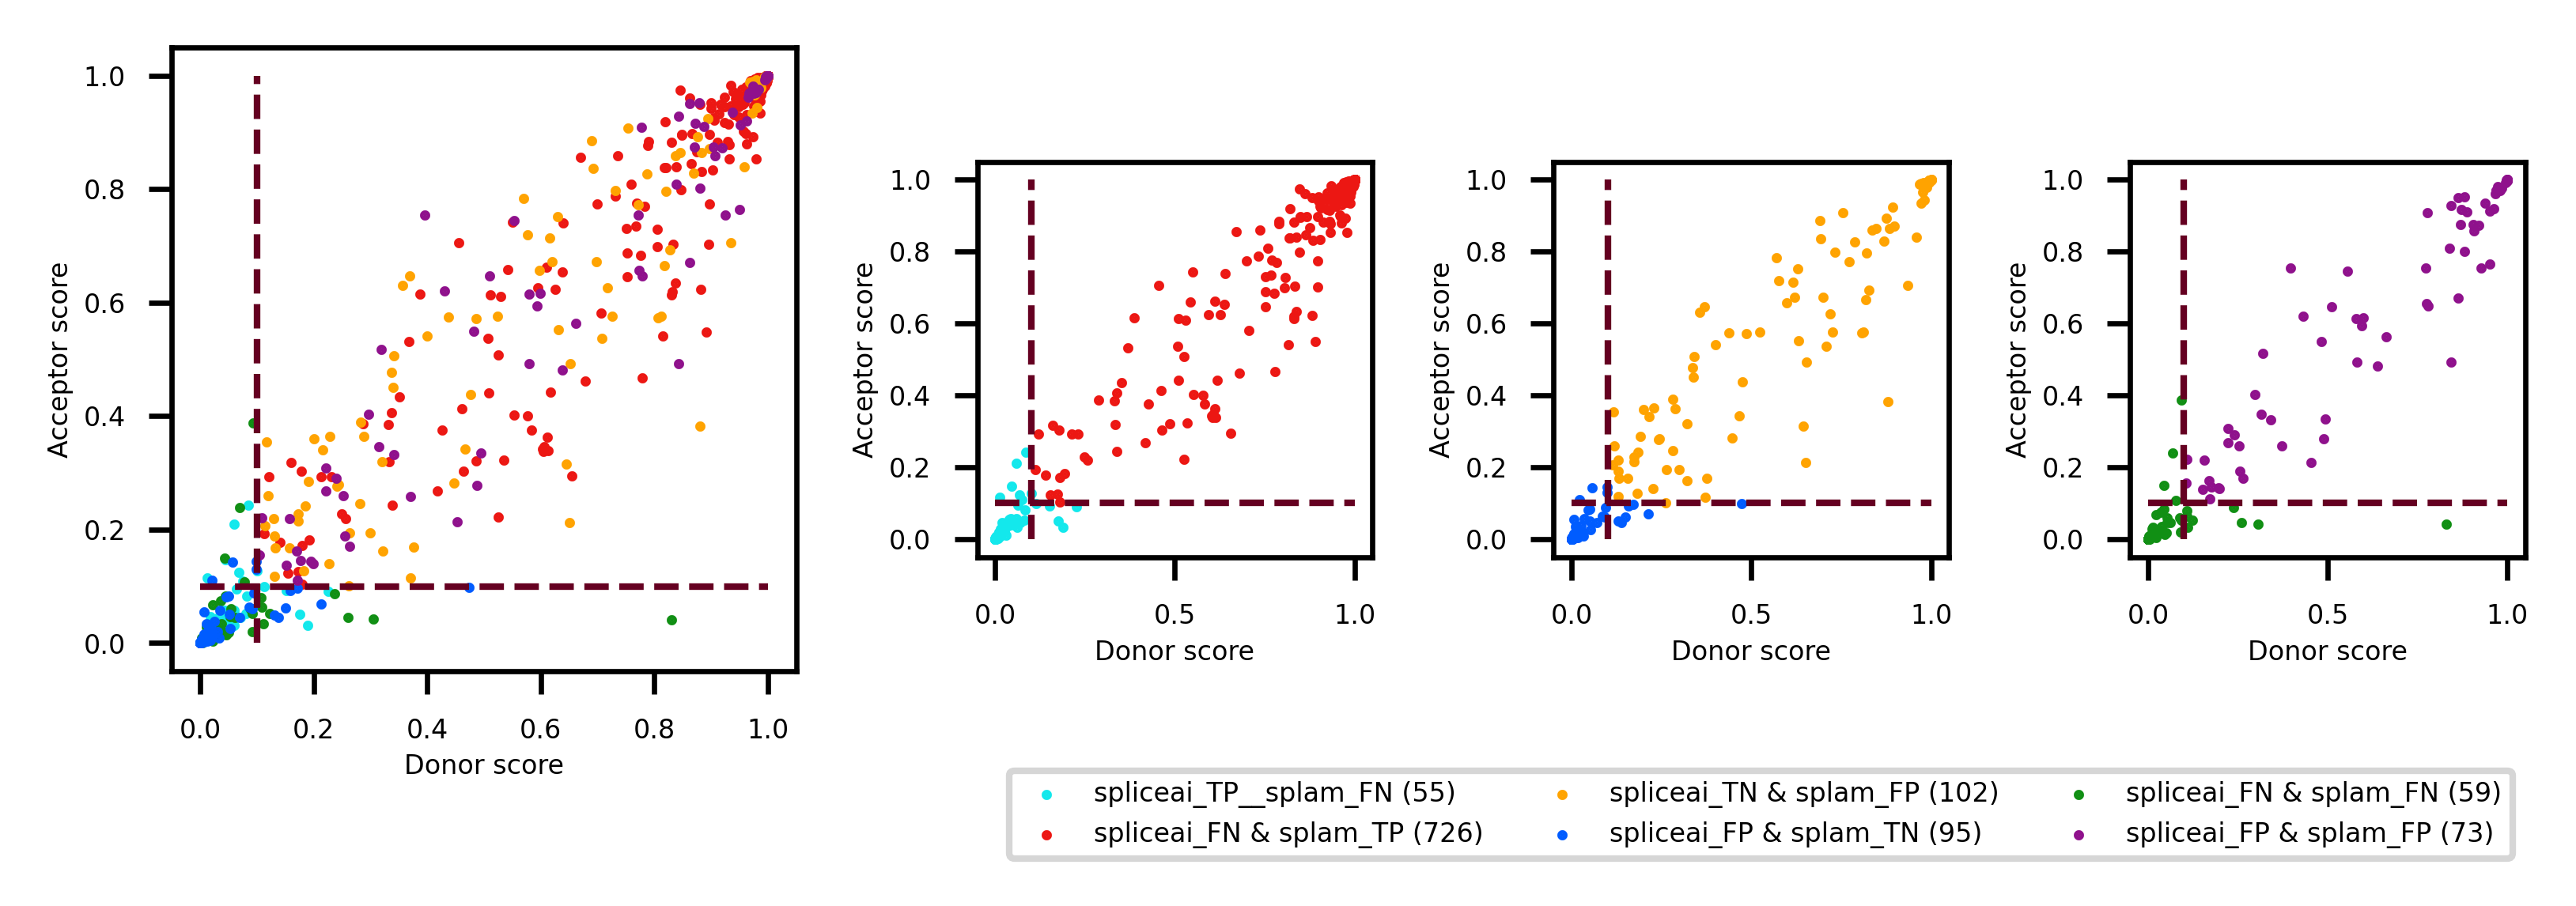 1.0
0.8
0.6
0.4
0.2
0.0
Acceptor score
0.0 0.2 0.4 0.6 0.8 1.0
Donor score
1.0
0.8
0.6
0.4
0.2
0.0
Acceptor score
0.0 0.5 1.0
Donor score
1.0
0.8
0.6
0.4
0.2
0.0
Acceptor score
0.0 0.5 1.0
Donor score
1.0
0.8
0.6
0.4
0.2
0.0
Acceptor score
0.0 0.5 1.0
Donor score
spliceai_TP__splam_FN (55)
spliceai_FN & splam_TP (726)
spliceai_TN & splam_FP (102)
spliceai_FP & splam_TN (95)
spliceai_FN & splam_FN (59)
spliceai_FP & splam_FP (73)